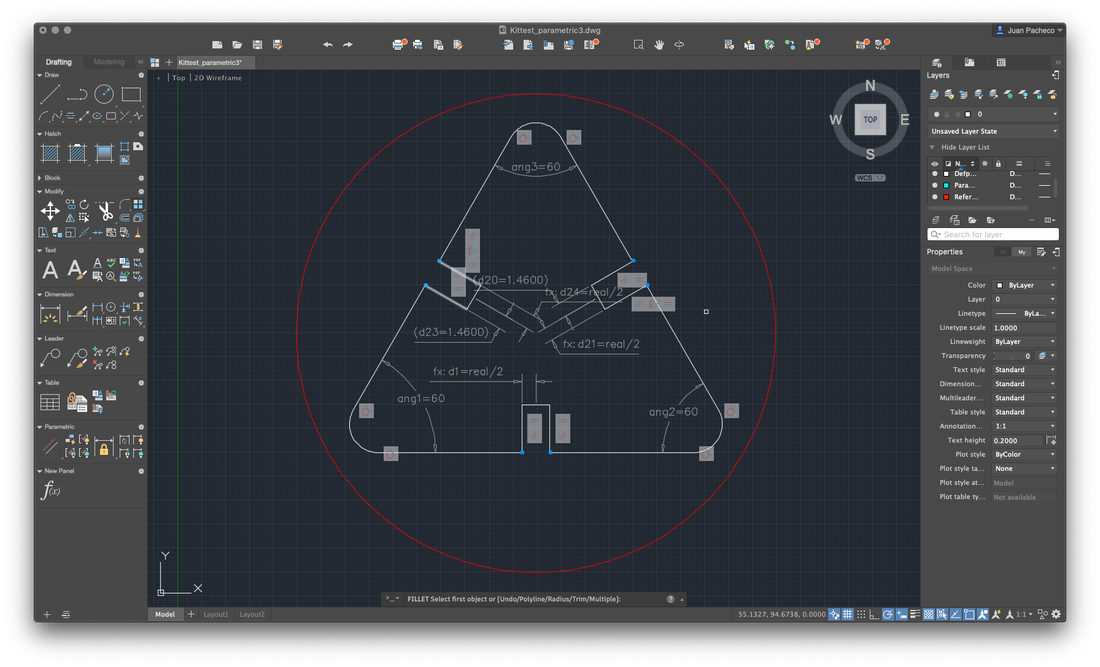 Kittest_parametric3.dwg
Juan Pacheco
Drafting
Modeling
Kittest_parametric3*
+ | Top | 2D Wireframe
Draw
Hatch
Block
Modify
Text
Dimension
Leader
Table
Parametric
New Panel
f(x)
ang3=60
(d20=1.4600)
fx: d24=real/2
(d23=1.4600)
fx: d21=real/2
fx: d1=real/2
ang1=60
ang2=60
Y
X
N
W
TOP
E
S
WCS
>_ FILLET Select first object or [Undo/Polyline/Radius/Trim/Multiple]:
Model
Layout1
Layout2
55.1327, 94.6738, 0.0000
1:1
Layers
0
Unsaved Layer State
Hide Layer List
N...
Defp... D...
Para... D...
Refer... D...
Search for layer
Properties
My
Model Space
Color ByLayer
Layer 0
Linetype ByLa...
Linetype scale 1.0000
Lineweight ByLayer
Transparency 0
Text style Standard
Dimension... Standard
Multileader... Standard
Table style Standard
Annotation... 1:1
Text height 0.2000
Plot style ByColor
Plot style ta... None
Plot style at... Model
Plot table ty... Not available